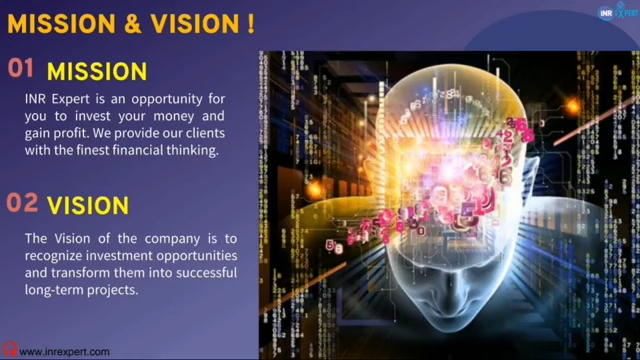 MISSION & VISION !
INR EXPERT
01 MISSION
INR Expert is an opportunity for
you to invest your money and
gain profit. We provide our clients
with the finest financial thinking.
02 VISION
The Vision of the company is to
recognize investment opportunities
and transform them into successful
long-term projects.
www.inrexpert.com